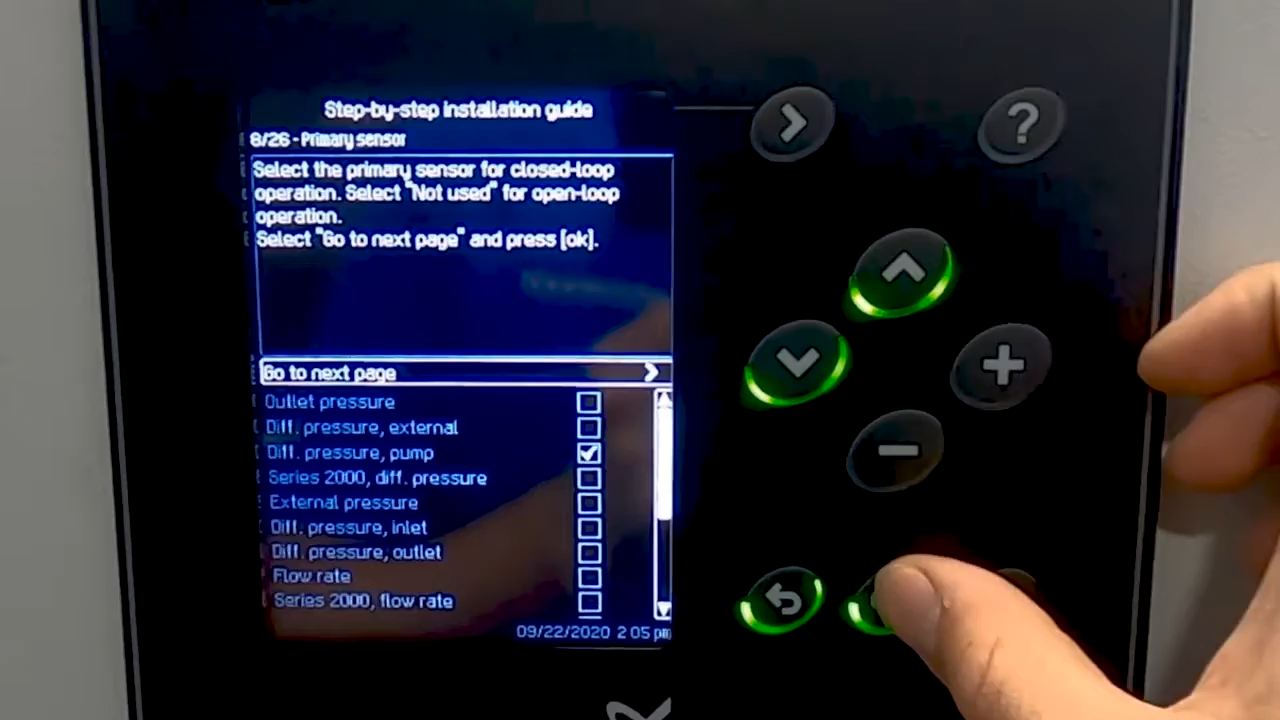 Step-by-step installation guide
8/26 - Primary sensor
Select the primary sensor for closed-loop
operation. Select "Not used" for open-loop
operation.
Select "Go to next page" and press [ok].
Go to next page
Outlet pressure
Diff. pressure, external
Diff. pressure, pump
Series 2000, diff. pressure
External pressure
Diff. pressure, inlet
Diff. pressure, outlet
Flow rate
Series 2000, flow rate
09/22/2020 2:05 pm
?